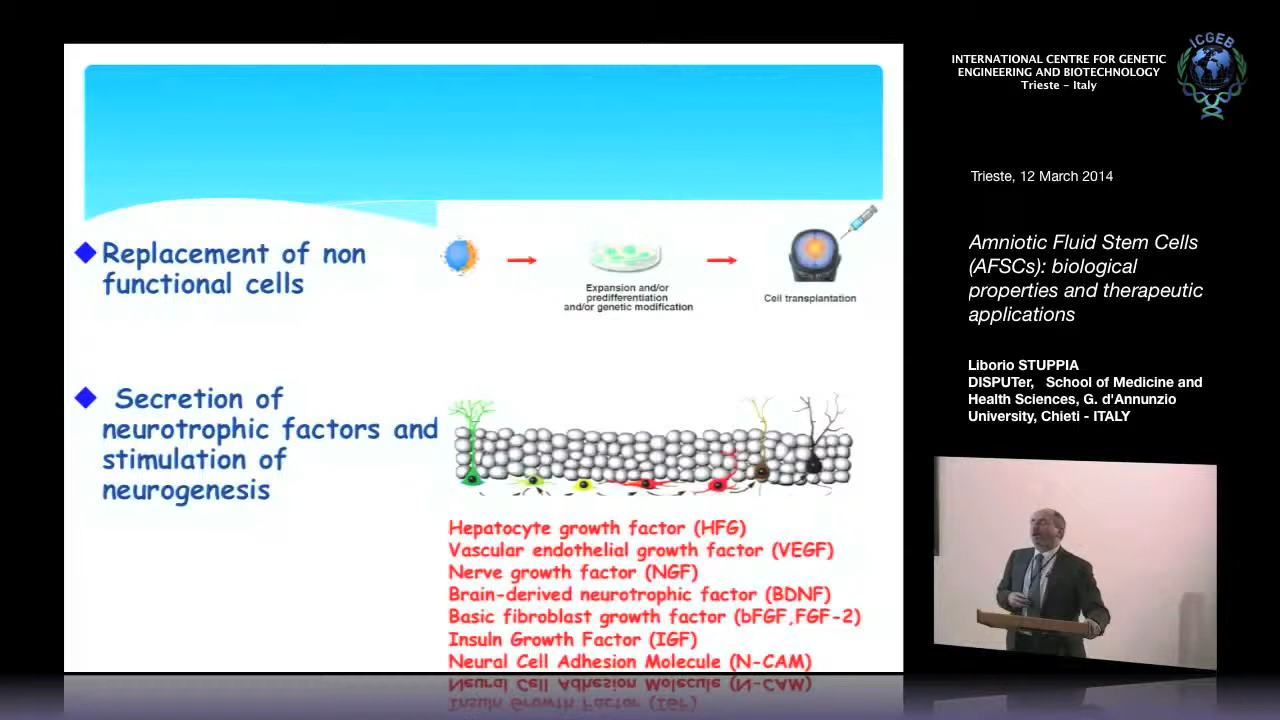 Replacement of non
functional cells
Expansion and/or
predifferentiation
and/or genetic modification
Cell transplantation
Secretion of
neurotrophic factors and
stimulation of
neurogenesis
Hepatocyte growth factor (HFG)
Vascular endothelial growth factor (VEGF)
Nerve growth factor (NGF)
Brain-derived neurotrophic factor (BDNF)
Basic fibroblast growth factor (bFGF,FGF-2)
Insuln Growth Factor (IGF)
Neural Cell Adhesion Molecule (N-CAM)
INTERNATIONAL CENTRE FOR GENETIC
ENGINEERING AND BIOTECHNOLOGY
Trieste - Italy
ICGEB
Trieste, 12 March 2014
Amniotic Fluid Stem Cells
(AFSCs): biological
properties and therapeutic
applications
Liborio STUPPIA
DISPUTer, School of Medicine and
Health Sciences, G. d'Annunzio
University, Chieti - ITALY